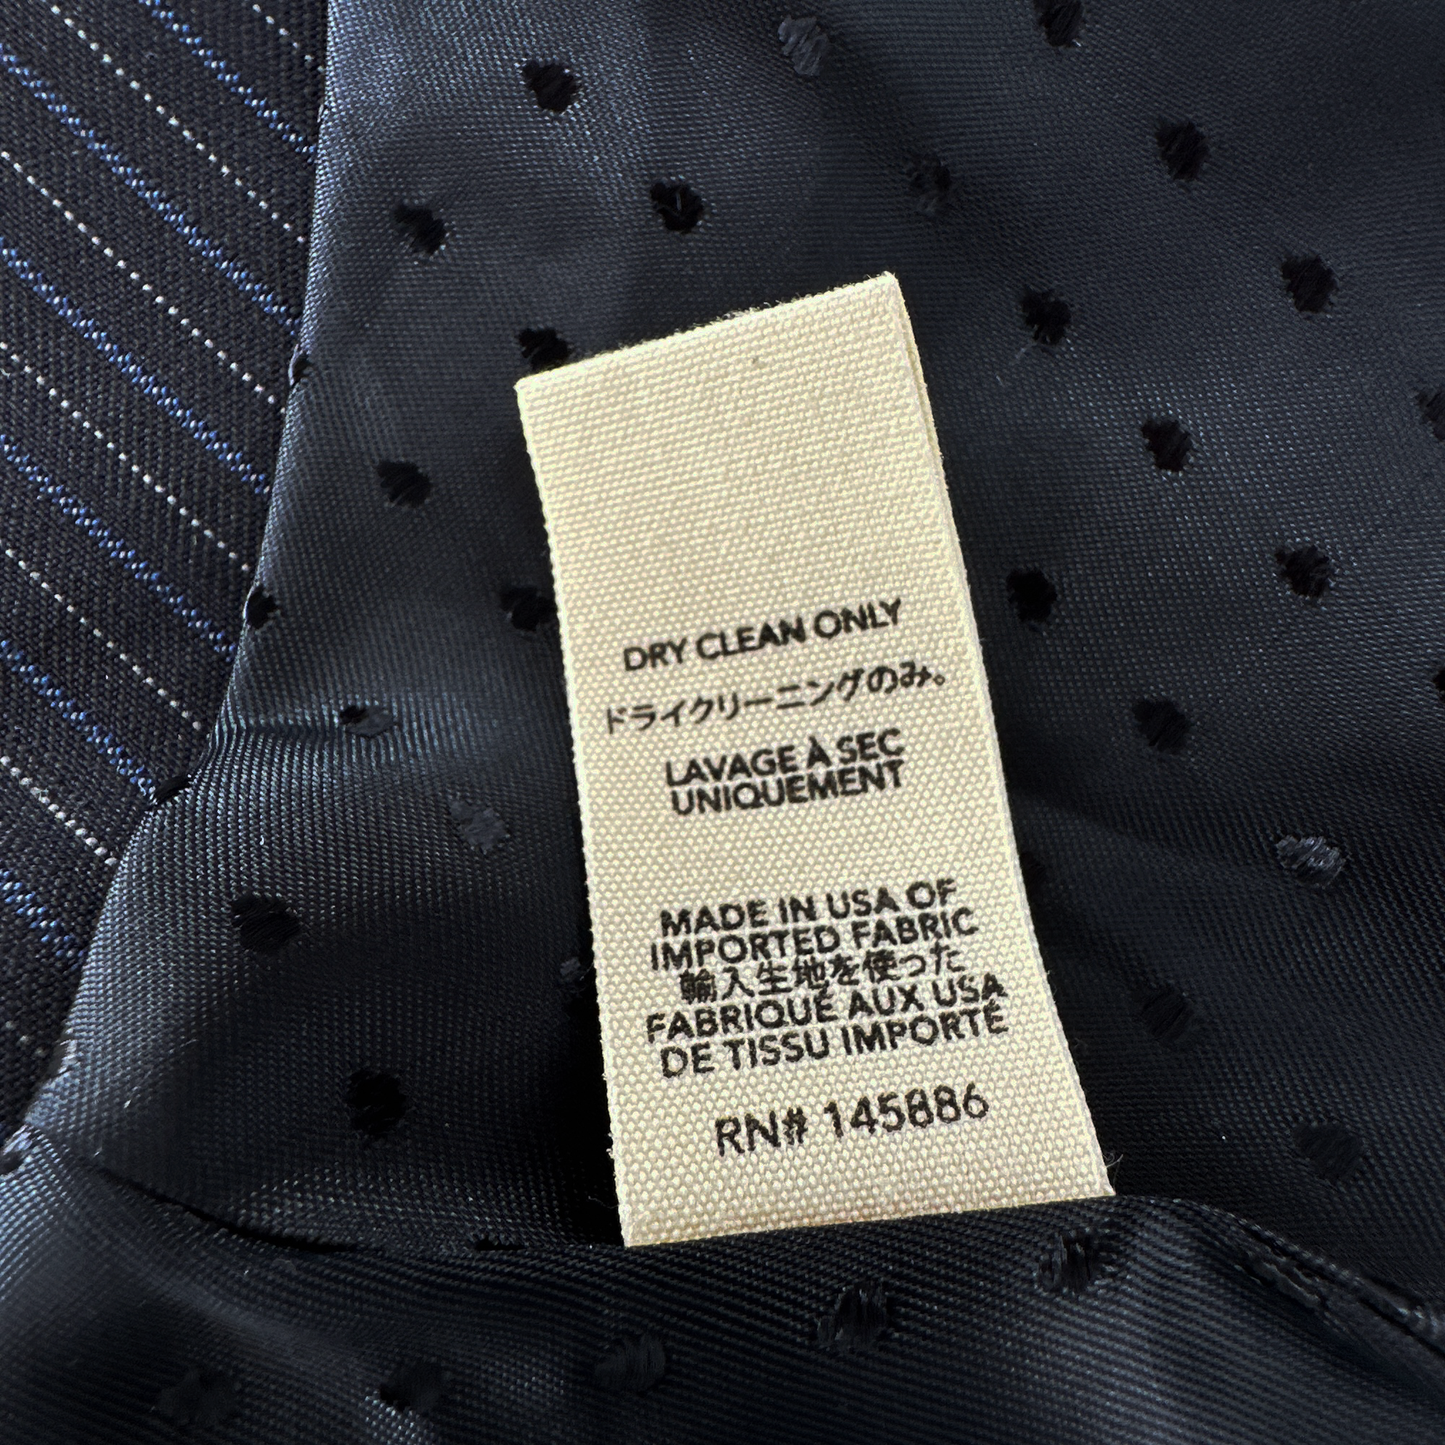 DRY CLEAN ONLY
ドライクリーニングのみ。
LAVAGE À SEC
UNIQUEMENT
MADE IN USA OF
IMPORTED FABRIC
輸入生地を使った
FABRIQUÉ AUX USA
DE TISSU IMPORTÉ
RN# 145886